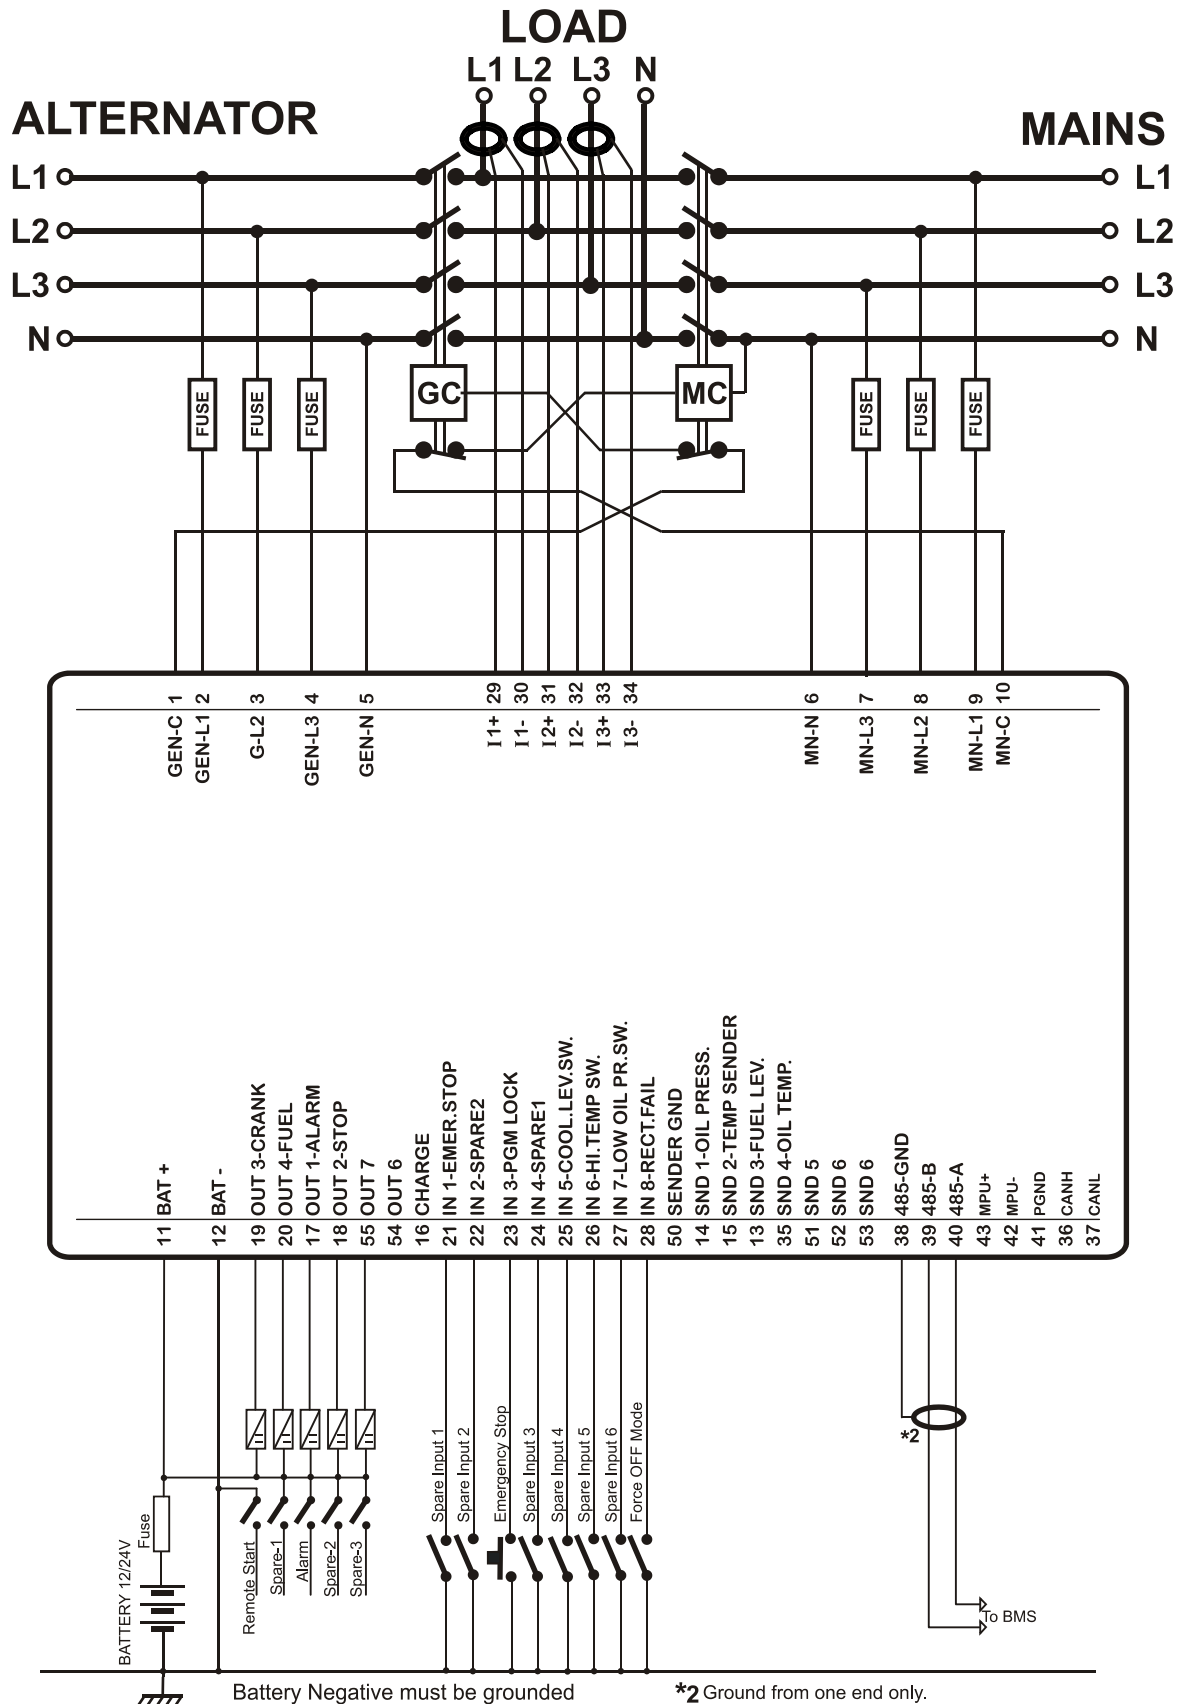 LOAD
L1 L2 L3 N
ALTERNATOR
MAINS
L1
L1
L2
L2
L3
L3
N
N
FUSE
FUSE
FUSE
GC
MC
FUSE
FUSE
FUSE
GEN-C 1
GEN-L1 2
G-L2 3
GEN-L3 4
GEN-N 5
I1+ 29
I1- 30
I2+ 31
I2- 32
I3+ 33
I3- 34
MN-N 6
MN-L3 7
MN-L2 8
MN-L1 9
MN-C 10
11 BAT +
12 BAT -
19 OUT 3-CRANK
20 OUT 4-FUEL
17 OUT 1-ALARM
18 OUT 2-STOP
55 OUT 7
54 OUT 6
16 CHARGE
21 IN 1-EMER.STOP
22 IN 2-SPARE2
23 IN 3-PGM LOCK
24 IN 4-SPARE1
25 IN 5-COOL.LEV.SW.
26 IN 6-HI.TEMP SW.
27 IN 7-LOW OIL PR.SW.
28 IN 8-RECT.FAIL
50 SENDER GND
14 SND 1-OIL PRESS.
15 SND 2-TEMP SENDER
13 SND 3-FUEL LEV.
35 SND 4-OIL TEMP.
51 SND 5
52 SND 6
53 SND 6
38 485-GND
39 485-B
40 485-A
43 MPU+
42 MPU-
41 PGND
36 CANH
37 CANL
BATTERY 12/24V
Fuse
Remote Start
Spare-1
Alarm
Spare-2
Spare-3
Spare Input 1
Spare Input 2
Emergency Stop
Spare Input 3
Spare Input 4
Spare Input 5
Spare Input 6
Force OFF Mode
*2
To BMS
Battery Negative must be grounded
*2 Ground from one end only.